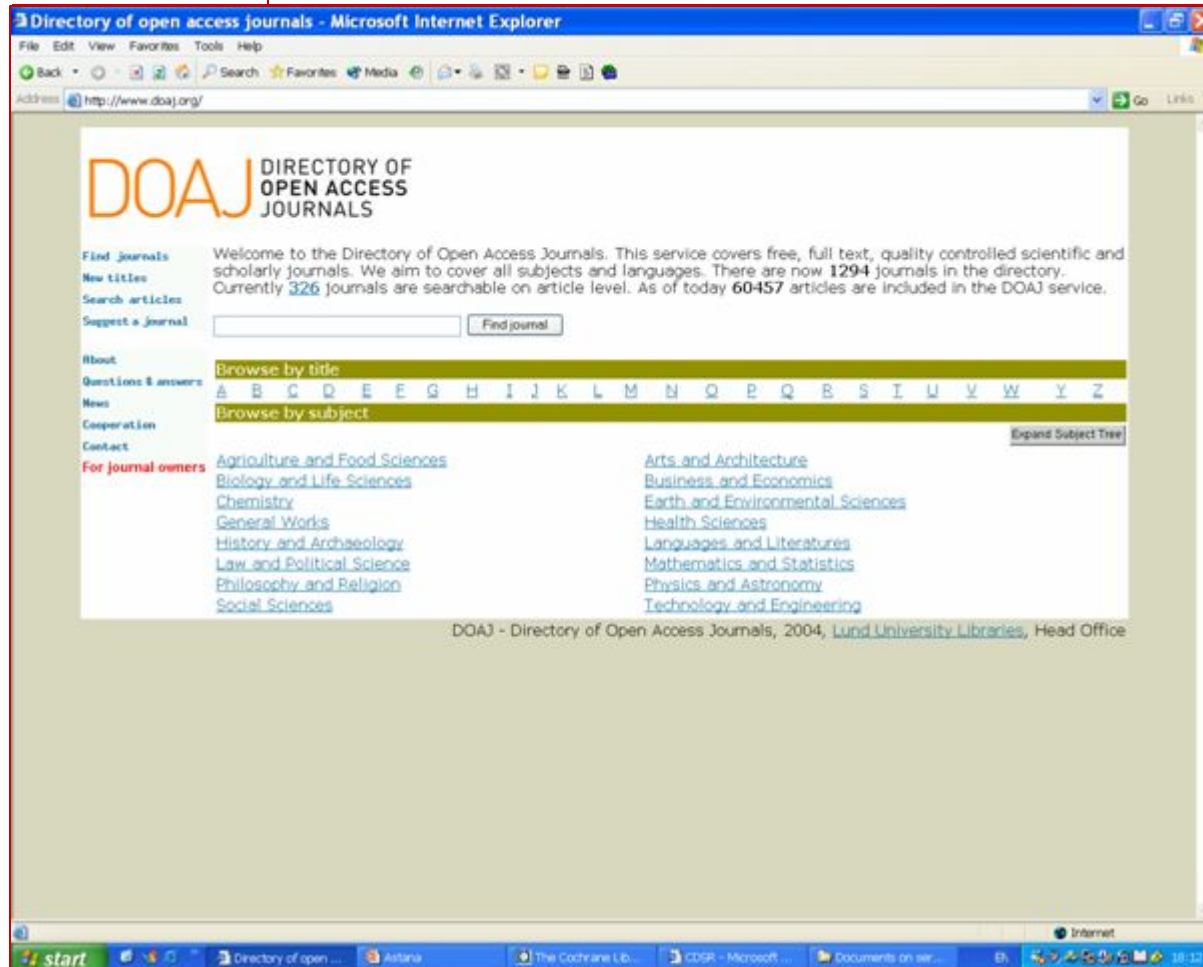 Directory of open access journals - Microsoft Internet Explorer
File Edit View Favorites Tools Help
Back Search Favorites Media
Address http://www.doaj.org/ Go Links
DOAJ DIRECTORY OF
OPEN ACCESS
JOURNALS
Find journals
New titles
Search articles
Suggest a journal
About
Questions & answers
News
Cooperation
Contact
For journal owners
Welcome to the Directory of Open Access Journals. This service covers free, full text, quality controlled scientific and
scholarly journals. We aim to cover all subjects and languages. There are now 1294 journals in the directory.
Currently 326 journals are searchable on article level. As of today 60457 articles are included in the DOAJ service.
Find journal
Browse by title
A B C D E F G H I J K L M N O P Q R S T U V W Y Z
Browse by subject
Expand Subject Tree
Agriculture and Food Sciences Arts and Architecture
Biology and Life Sciences Business and Economics
Chemistry Earth and Environmental Sciences
General Works Health Sciences
History and Archaeology Languages and Literatures
Law and Political Science Mathematics and Statistics
Philosophy and Religion Physics and Astronomy
Social Sciences Technology and Engineering
DOAJ - Directory of Open Access Journals, 2004, Lund University Libraries, Head Office
Internet
start Directory of open ... Astana The Cochrane Lib... CDSR - Microsoft ... Documents on ser... EN